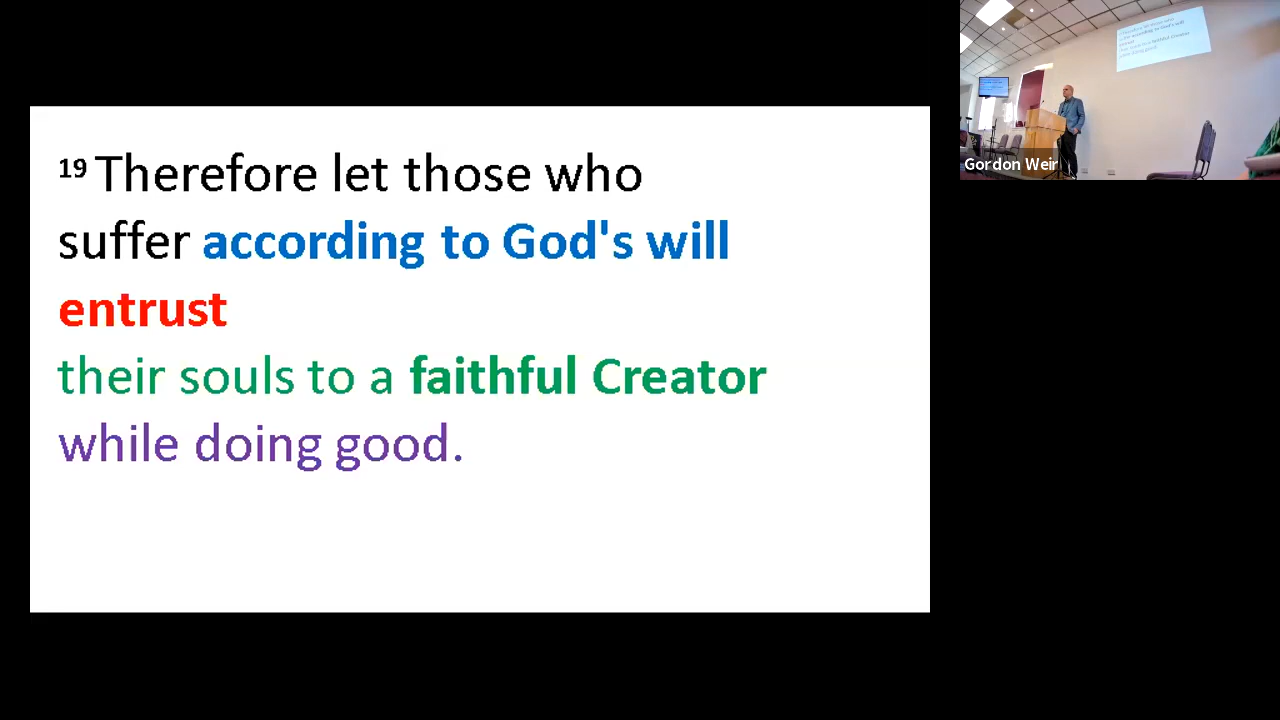 19 Therefore let those who
suffer according to God's will
entrust
their souls to a faithful Creator
while doing good.
Gordon Weir